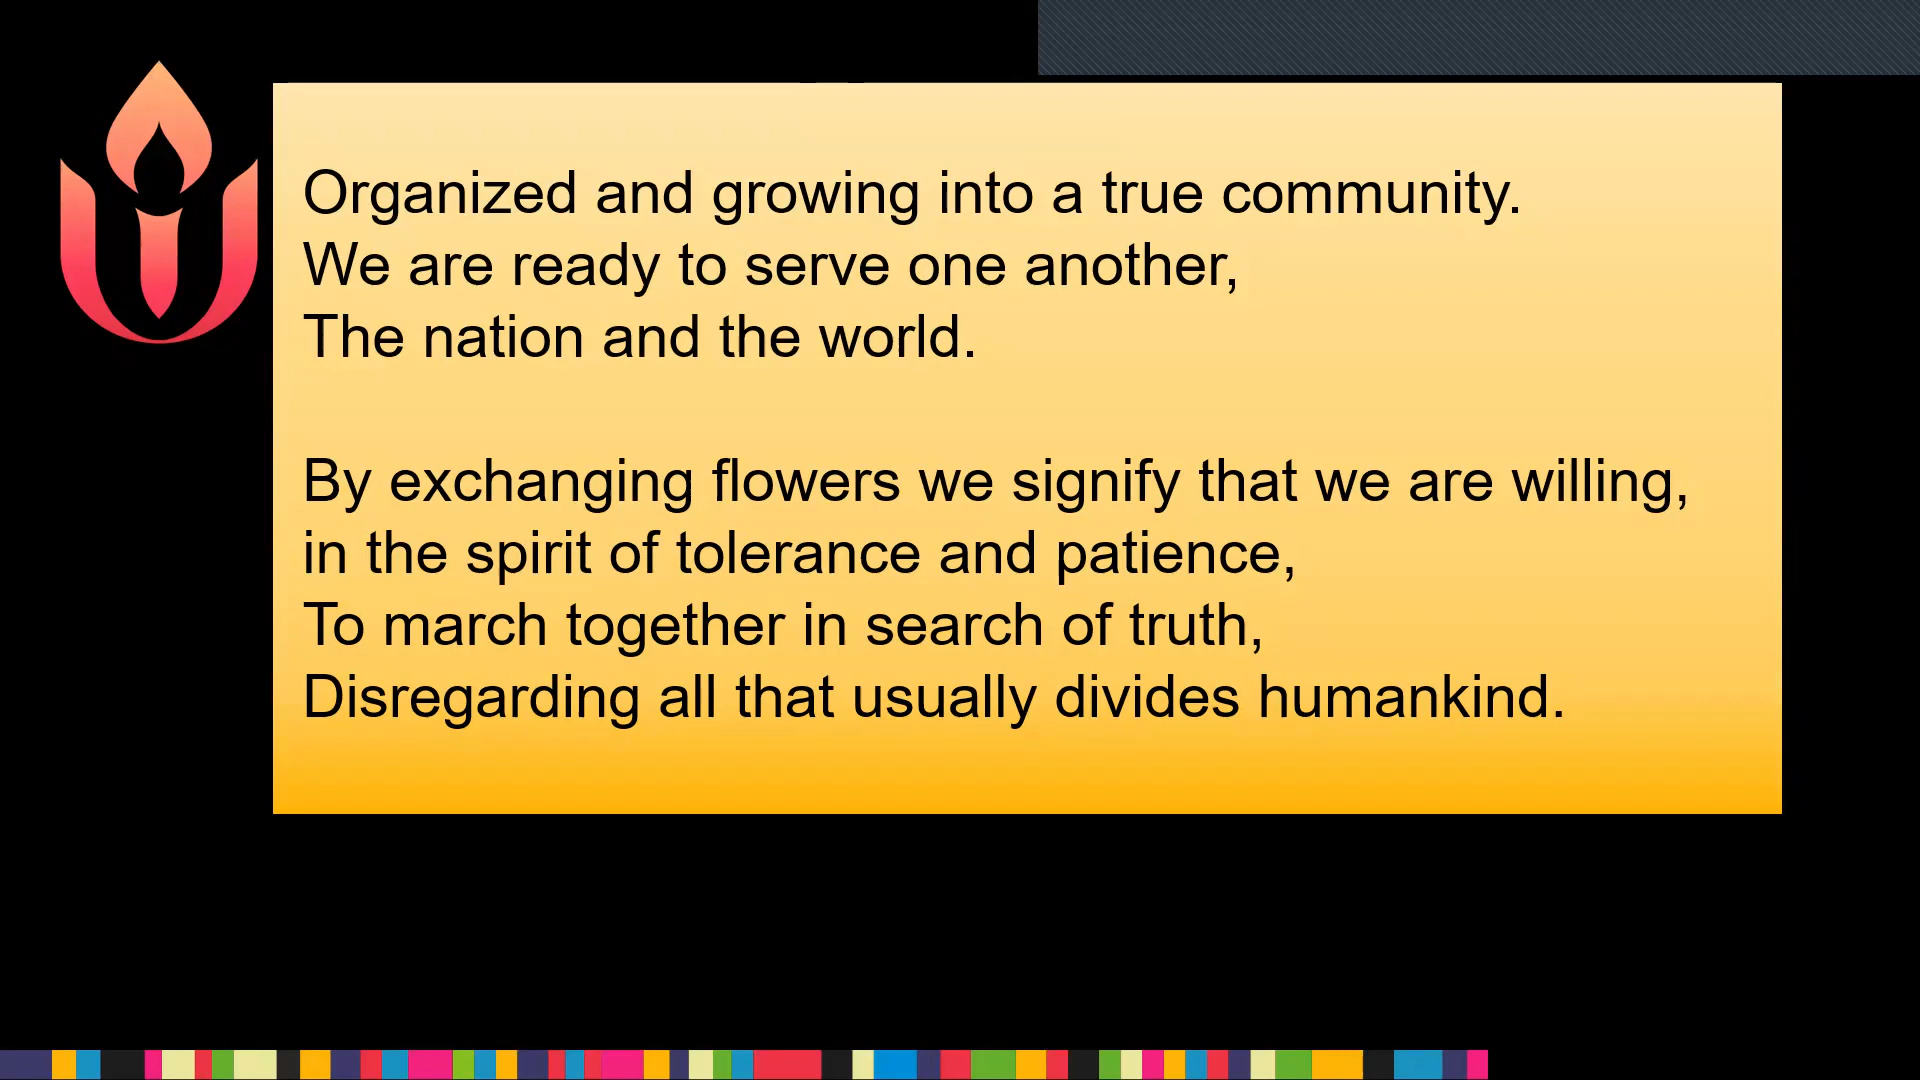 Organized and growing into a true community.
We are ready to serve one another,
The nation and the world.
By exchanging flowers we signify that we are willing,
in the spirit of tolerance and patience,
To march together in search of truth,
Disregarding all that usually divides humankind.